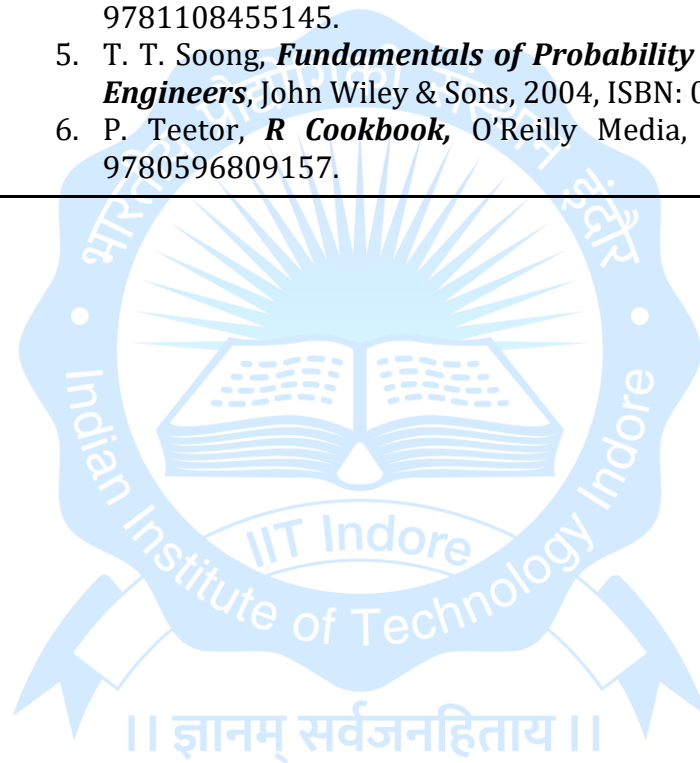 9781108455145.
5. T. T. Soong, Fundamentals of Probability
Engineers, John Wiley & Sons, 2004, ISBN: 0
6. P. Teetor, R Cookbook, O'Reilly Media,
9780596809157.
भारतीय प्रौद्योगिकी संस्थान इंदौर
Indian Institute of Technology Indore
IIT Indore
।। ज्ञानम् सर्वजनहिताय ।।